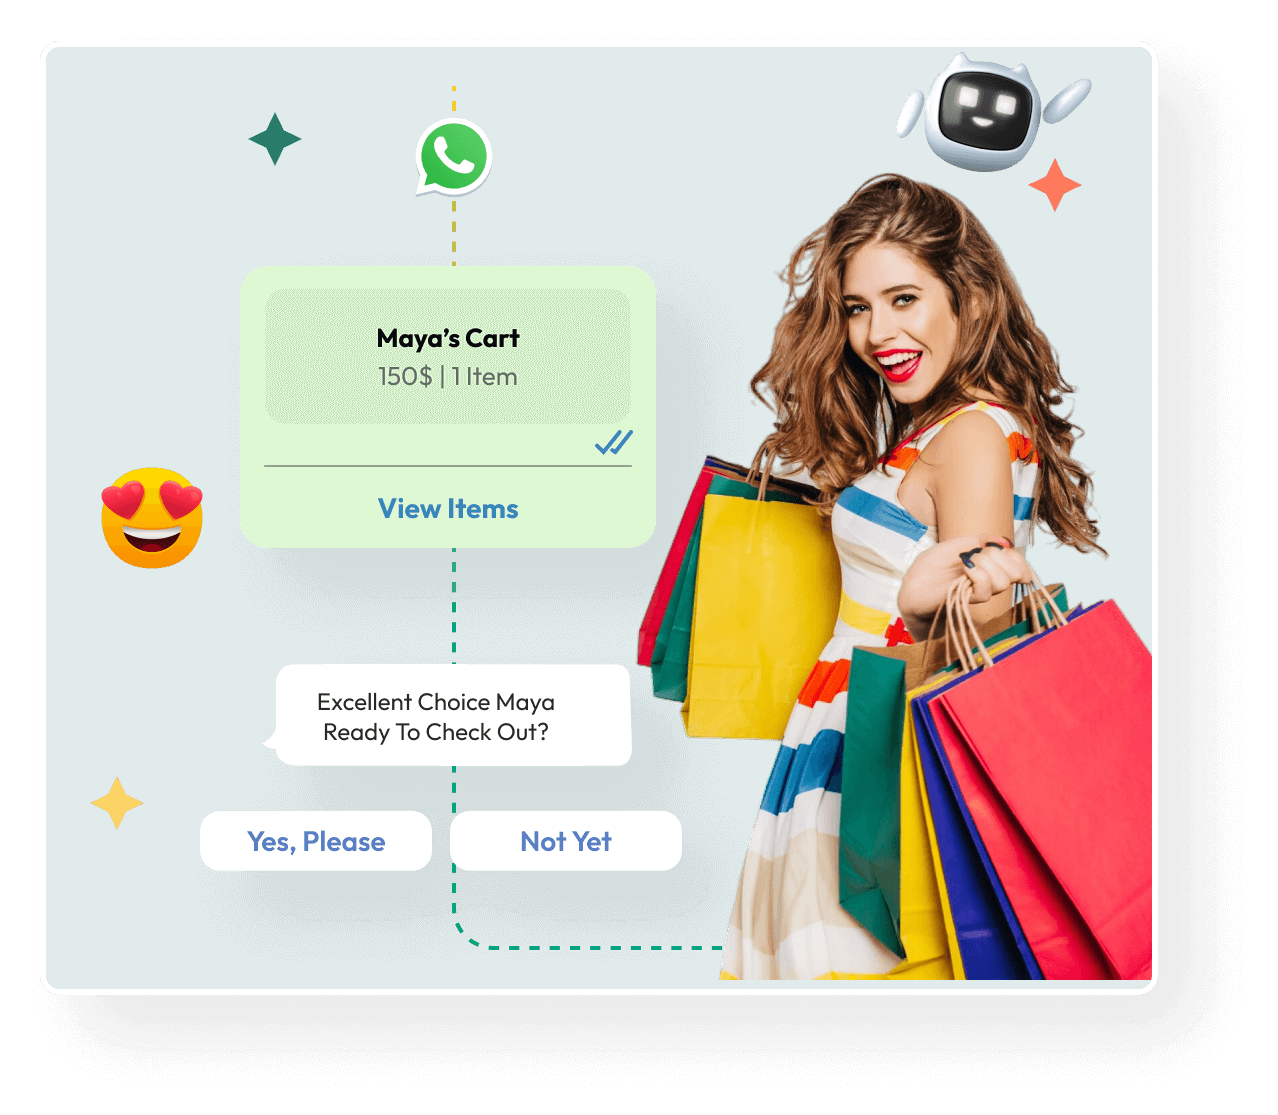 Maya’s Cart
150$ | 1 Item
View Items
Excellent Choice Maya
Ready To Check Out?
Yes, Please
Not Yet